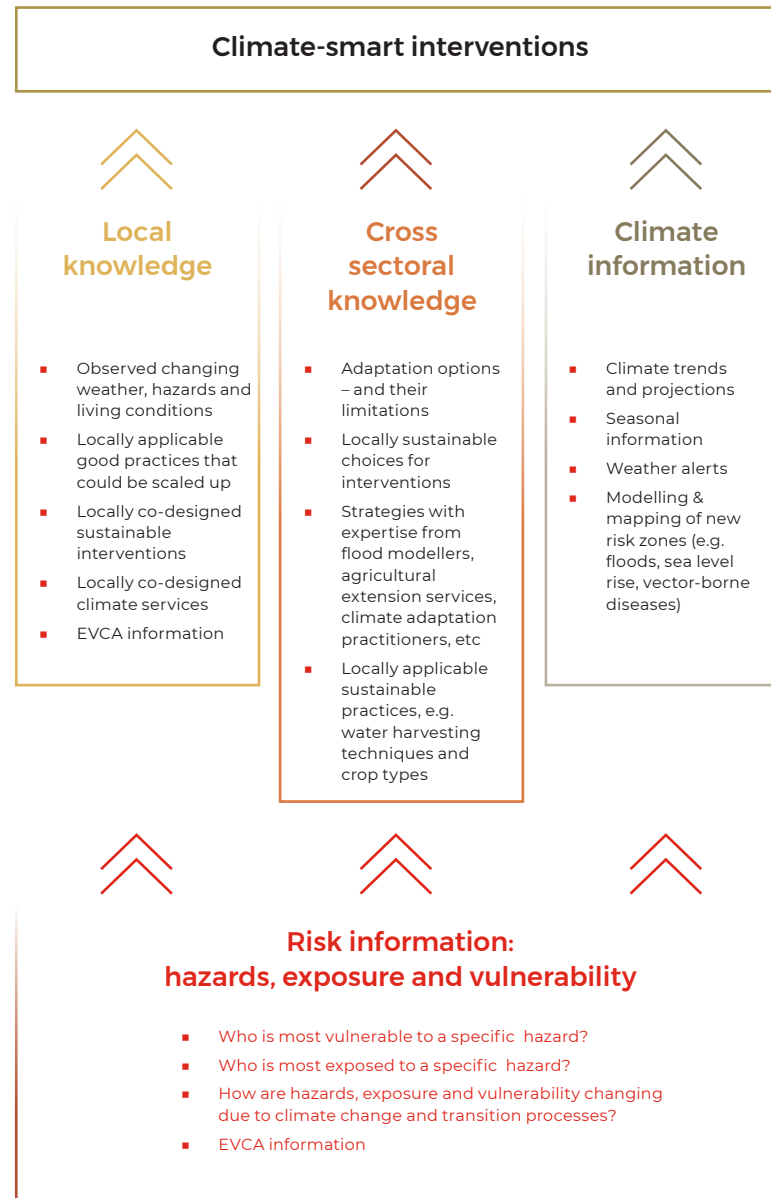 Climate-smart interventions
Local
knowledge
Observed changing
weather, hazards and
living conditions
Locally applicable
good practices that
could be scaled up
Locally co-designed
sustainable
interventions
Locally co-designed
climate services
EVCA information
Cross
sectoral
knowledge
Adaptation options
– and their
limitations
Locally sustainable
choices for
interventions
Strategies with
expertise from
flood modellers,
agricultural
extension services,
climate adaptation
practitioners, etc
Locally applicable
sustainable
practices, e.g.
water harvesting
techniques and
crop types
Climate
information
Climate trends
and projections
Seasonal
information
Weather alerts
Modelling &
mapping of new
risk zones (e.g.
floods, sea level
rise, vector-borne
diseases)
Risk information:
hazards, exposure and vulnerability
Who is most vulnerable to a specific hazard?
Who is most exposed to a specific hazard?
How are hazards, exposure and vulnerability changing
due to climate change and transition processes?
EVCA information